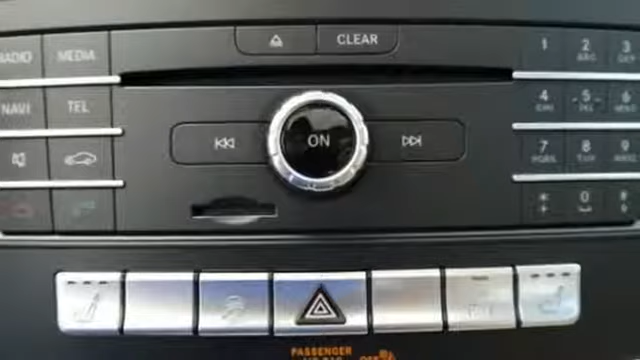 RADIO MEDIA
CLEAR
NAVI TEL
ON
1 2 3
ABC DEF
4 5 6
GHI JKL MNO
7 8 9
PQRS TUV
* 0 #
PASSENGER
OFF